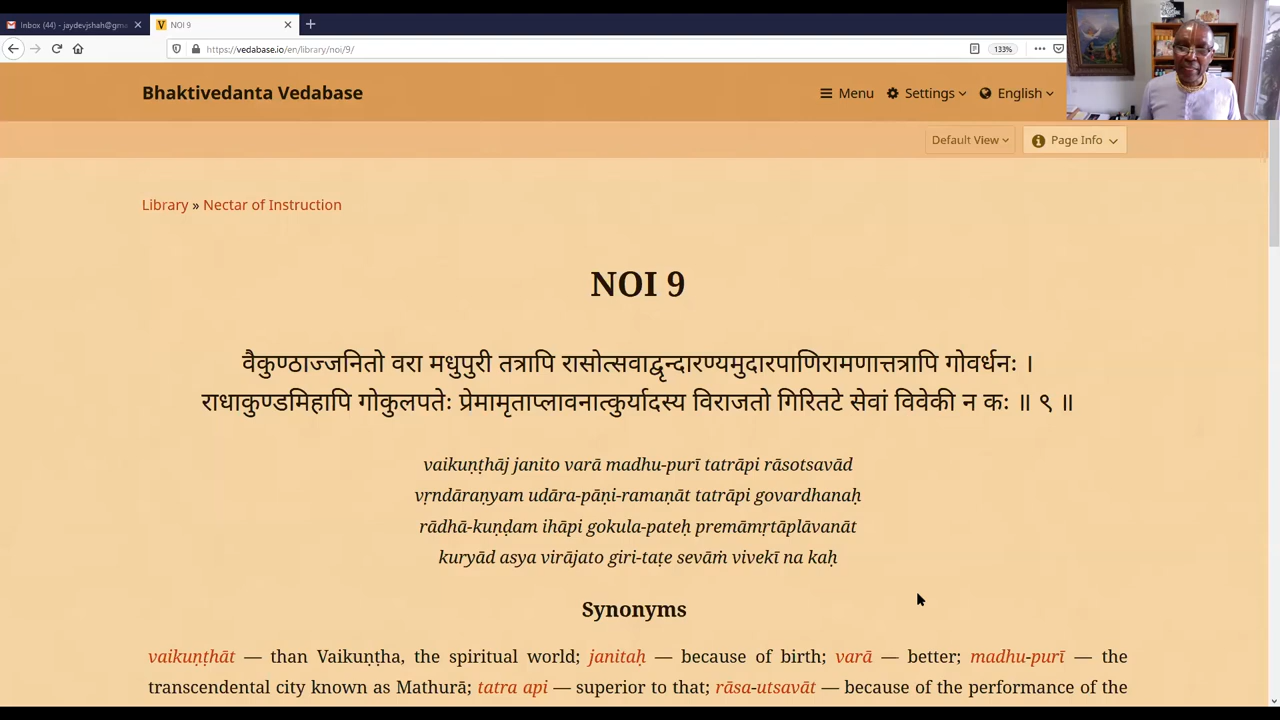 Inbox (44) - jaydevjshah@gma
NOI 9
https://vedabase.io/en/library/noi/9/
133%
Bhaktivedanta Vedabase
Menu
Settings
English
Default View
Page Info
Library » Nectar of Instruction
NOI 9
वैकुण्ठाज्जनितो वरा मधुपुरी तत्रापि रासोत्सवाद्वृन्दारण्यमुदारपाणिरामणात्तत्रापि गोवर्धनः ।
राधाकुण्डमिहापि गोकुलपतेः प्रेमामृताप्लावनात्कुर्यादस्य विराजतो गिरितटे सेवां विवेकी न कः ॥ ९ ॥
vaikuṇṭhāj janito varā madhu-purī tatrāpi rāsotsavād
vṛndāraṇyam udāra-pāṇi-ramaṇāt tatrāpi govardhanaḥ
rādhā-kuṇḍam ihāpi gokula-pateḥ premāmṛtāplāvanāt
kuryād asya virājato giri-taṭe sevāṁ vivekī na kaḥ
Synonyms
vaikuṇṭhāt — than Vaikuṇṭha, the spiritual world; janitaḥ — because of birth; varā — better; madhu-purī — the
transcendental city known as Mathurā; tatra api — superior to that; rāsa-utsavāt — because of the performance of the